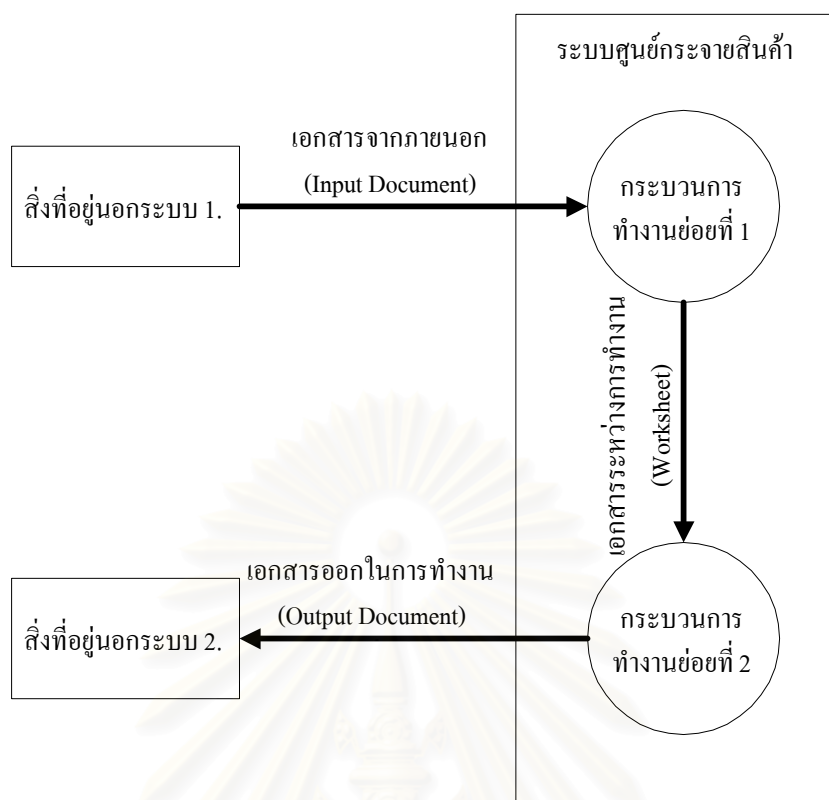 ระบบศูนย์กระจายสินค้า
เอกสารจากภายนอก
(Input Document)
สิ่งที่อยู่นอกระบบ 1.
กระบวนการ
ทำงานย่อยที่ 1
เอกสารระหว่างการทำงาน
(Worksheet)
เอกสารออกในการทำงาน
(Output Document)
สิ่งที่อยู่นอกระบบ 2.
กระบวนการ
ทำงานย่อยที่ 2